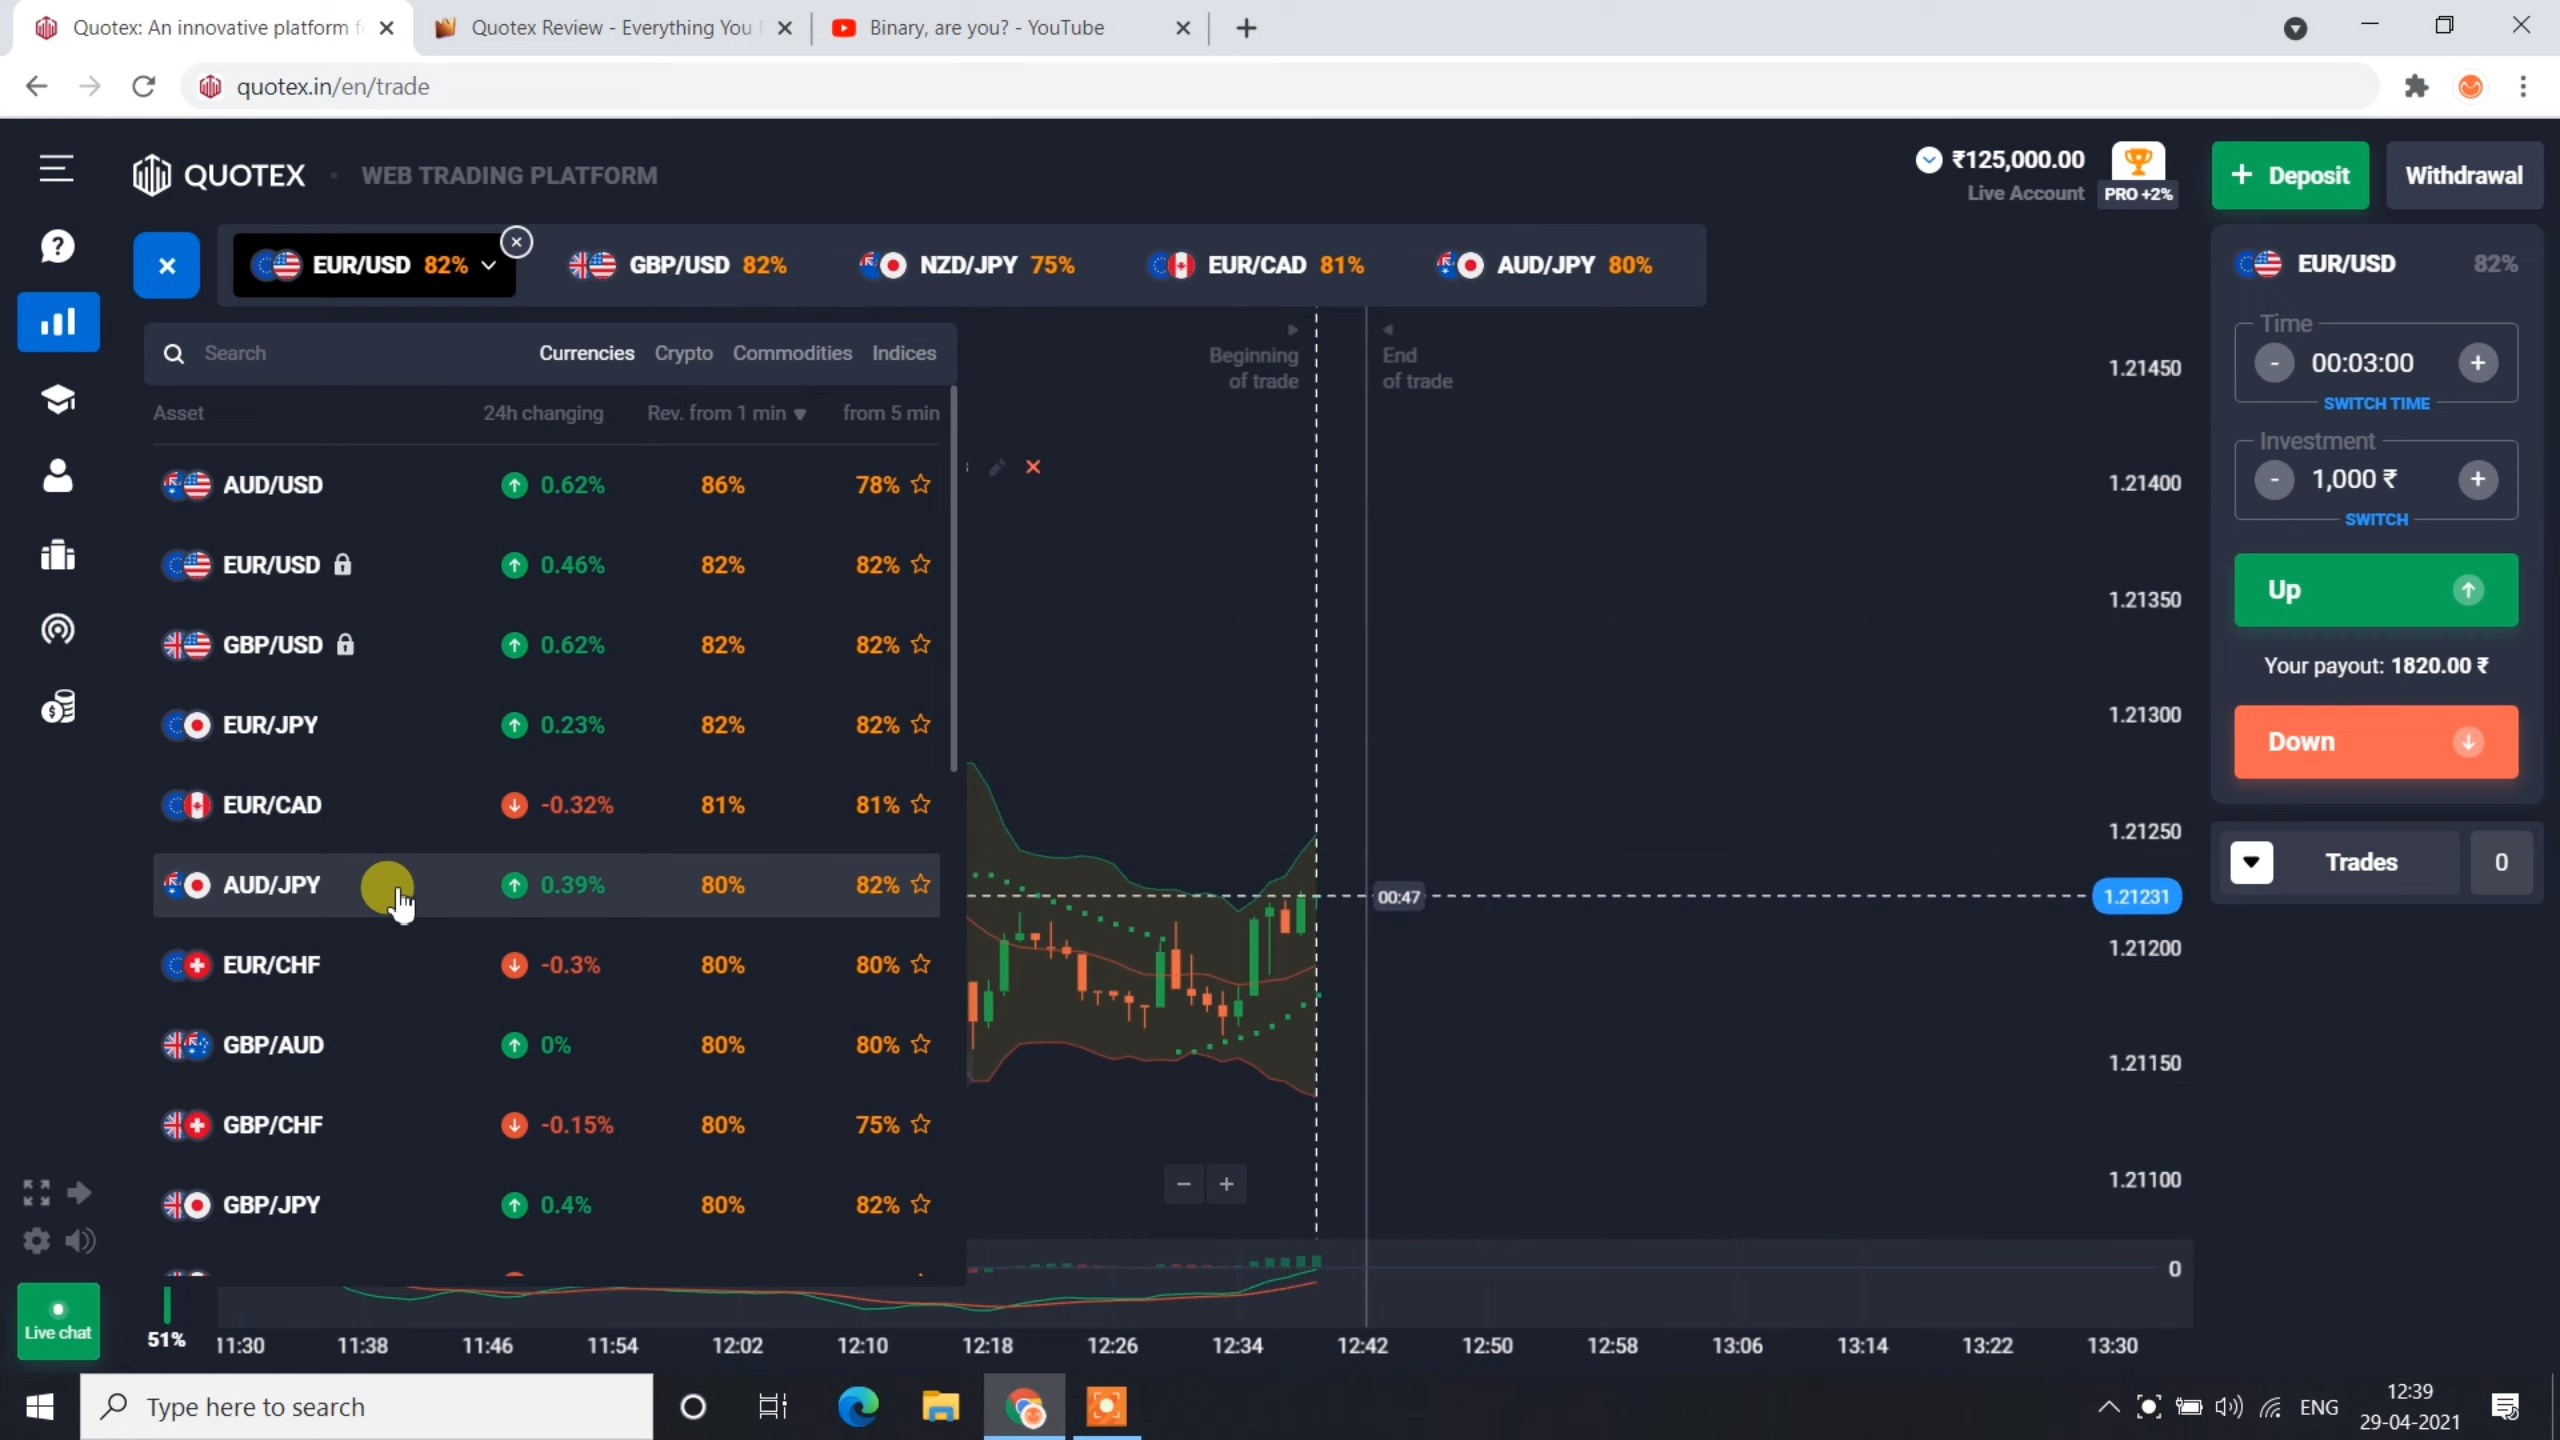 Quotex: An innovative platform f
Quotex Review - Everything You
Binary, are you? - YouTube
quotex.in/en/trade
QUOTEX
WEB TRADING PLATFORM
₹125,000.00
Live Account
PRO +2%
+ Deposit
Withdrawal
EUR/USD 82%
GBP/USD 82%
NZD/JPY 75%
EUR/CAD 81%
AUD/JPY 80%
Search
Currencies Crypto Commodities Indices
Asset 24h changing Rev. from 1 min from 5 min
AUD/USD 0.62% 86% 78%
EUR/USD 0.46% 82% 82%
GBP/USD 0.62% 82% 82%
EUR/JPY 0.23% 82% 82%
EUR/CAD -0.32% 81% 81%
AUD/JPY 0.39% 80% 82%
EUR/CHF -0.3% 80% 80%
GBP/AUD 0% 80% 80%
GBP/CHF -0.15% 80% 75%
GBP/JPY 0.4% 80% 82%
Beginning
of trade
End
of trade
00:47
1.21450
1.21400
1.21350
1.21300
1.21250
1.21231
1.21200
1.21150
1.21100
0
EUR/USD 82%
Time
- 00:03:00 +
SWITCH TIME
Investment
- 1,000 ₹ +
SWITCH
Up
Your payout: 1820.00 ₹
Down
Trades 0
Live chat
51%
11:30 11:38 11:46 11:54 12:02 12:10 12:18 12:26 12:34 12:42 12:50 12:58 13:06 13:14 13:22 13:30
Type here to search
ENG
12:39
29-04-2021